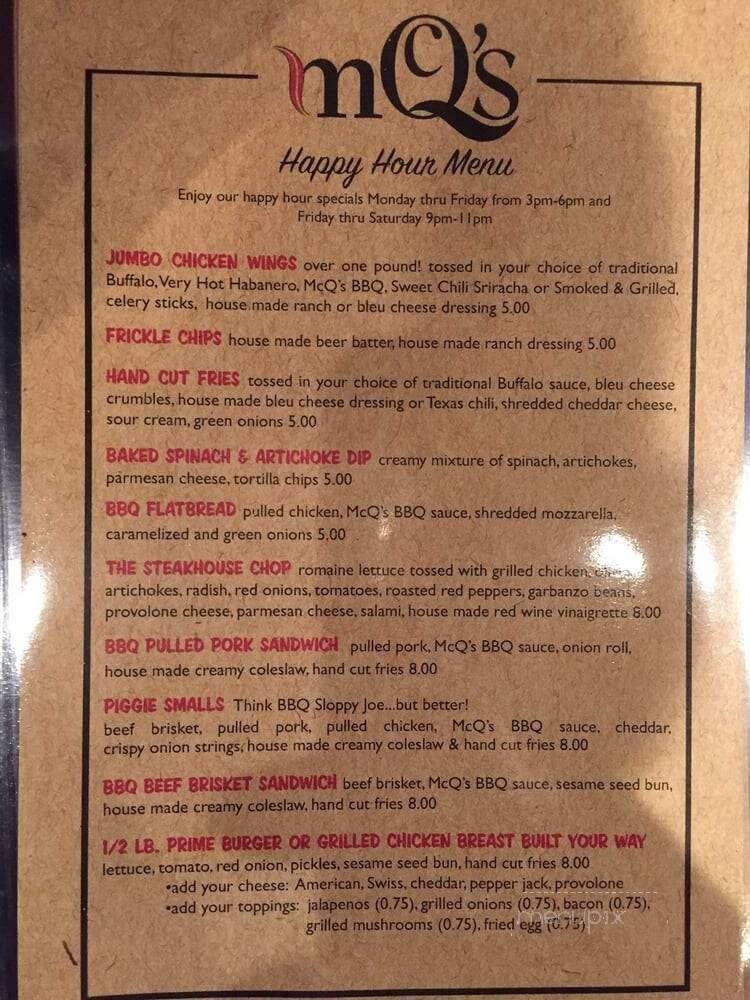 mcQ's
Happy Hour Menu
Enjoy our happy hour specials Monday thru Friday from 3pm-6pm and
Friday thru Saturday 9pm-11pm
JUMBO CHICKEN WINGS over one pound! tossed in your choice of traditional
Buffalo, Very Hot Habanero, McQ's BBQ, Sweet Chili Sriracha or Smoked & Grilled,
celery sticks, house made ranch or bleu cheese dressing 5.00
FRICKLE CHIPS house made beer batter, house made ranch dressing 5.00
HAND CUT FRIES tossed in your choice of traditional Buffalo sauce, bleu cheese
crumbles, house made bleu cheese dressing or Texas chili, shredded cheddar cheese,
sour cream, green onions 5.00
BAKED SPINACH & ARTICHOKE DIP creamy mixture of spinach, artichokes,
parmesan cheese, tortilla chips 5.00
BBQ FLATBREAD pulled chicken, McQ's BBQ sauce, shredded mozzarella,
caramelized and green onions 5.00
THE STEAKHOUSE CHOP romaine lettuce tossed with grilled chicken,
artichokes, radish, red onions, tomatoes, roasted red peppers, garbanzo beans,
provolone cheese, parmesan cheese, salami, house made red wine vinaigrette 8.00
BBQ PULLED PORK SANDWICH pulled pork, McQ's BBQ sauce, onion roll,
house made creamy coleslaw, hand cut fries 8.00
PIGGIE SMALLS Think BBQ Sloppy Joe...but better!
beef brisket, pulled pork, pulled chicken, McQ's BBQ sauce, cheddar,
crispy onion strings, house made creamy coleslaw & hand cut fries 8.00
BBQ BEEF BRISKET SANDWICH beef brisket, McQ's BBQ sauce, sesame seed bun,
house made creamy coleslaw, hand cut fries 8.00
1/2 LB. PRIME BURGER OR GRILLED CHICKEN BREAST BUILT YOUR WAY
lettuce, tomato, red onion, pickles, sesame seed bun, hand cut fries 8.00
•add your cheese: American, Swiss, cheddar, pepper jack, provolone
•add your toppings: jalapenos (0.75), grilled onions (0.75), bacon (0.75),
grilled mushrooms (0.75), fried egg (0.75)
menupix